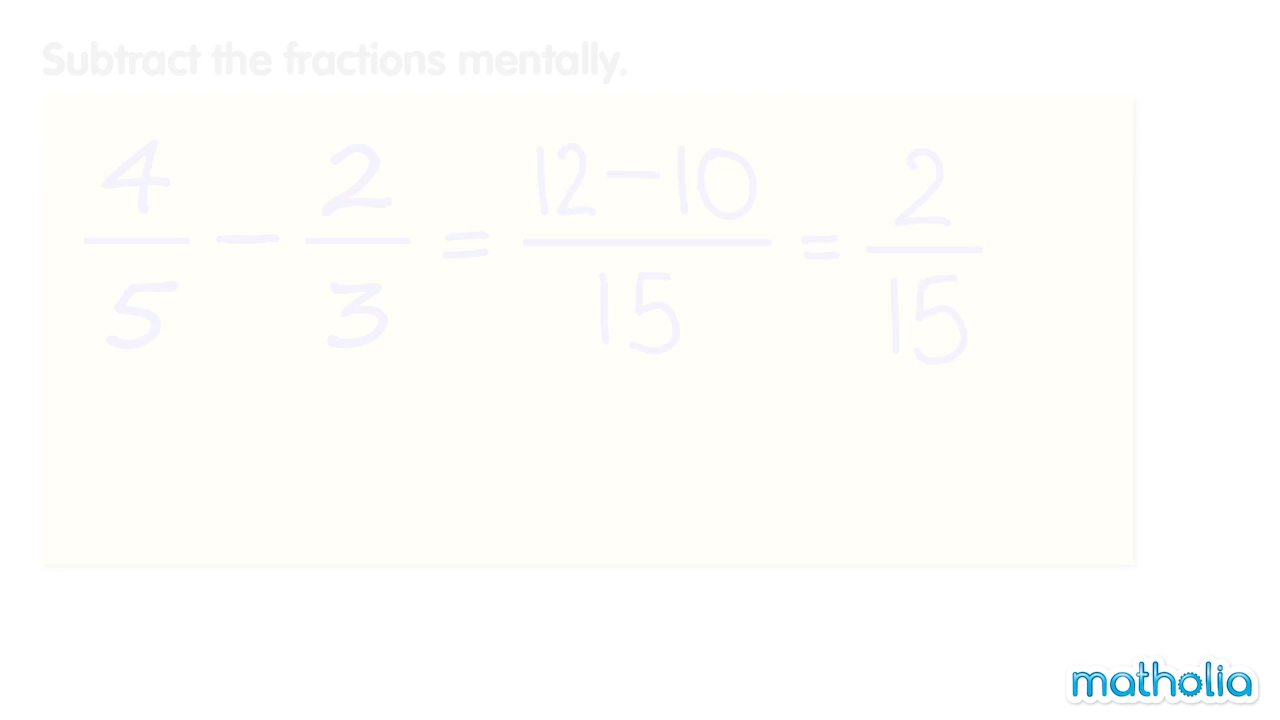 Subtract the fractions mentally.
4/5 − 2/3 = 12−10/15 = 2/15
matholia